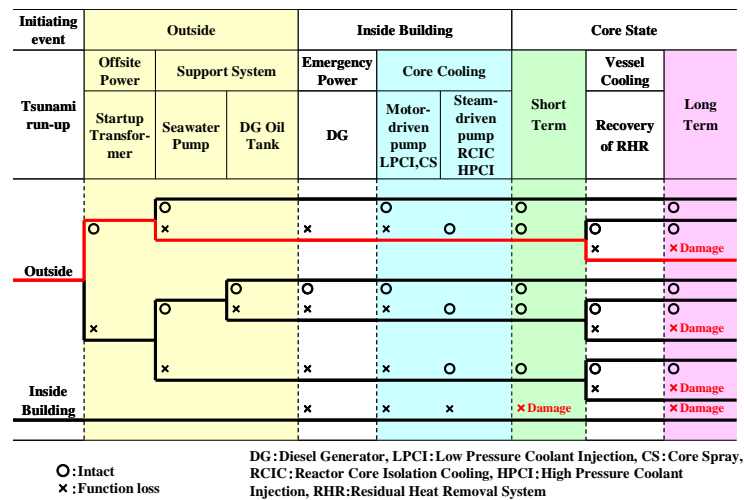 Initiating
event
Outside
Inside Building
Core State
Tsunami
run-up
Offsite
Power
Support System
Emergency
Power
Core Cooling
Short
Term
Vessel
Cooling
Long
Term
Startup
Transfor-
mer
Seawater
Pump
DG Oil
Tank
DG
Motor-
driven
pump
LPCI,CS
Steam-
driven
pump
RCIC
HPCI
Recovery
of RHR
× Damage
Outside
× Damage
Inside
Building
× Damage
× Damage
× Damage
O:Intact
×:Function loss
DG:Diesel Generator, LPCI:Low Pressure Coolant Injection, CS:Core Spray,
RCIC:Reactor Core Isolation Cooling, HPCI:High Pressure Coolant
Injection, RHR:Residual Heat Removal System